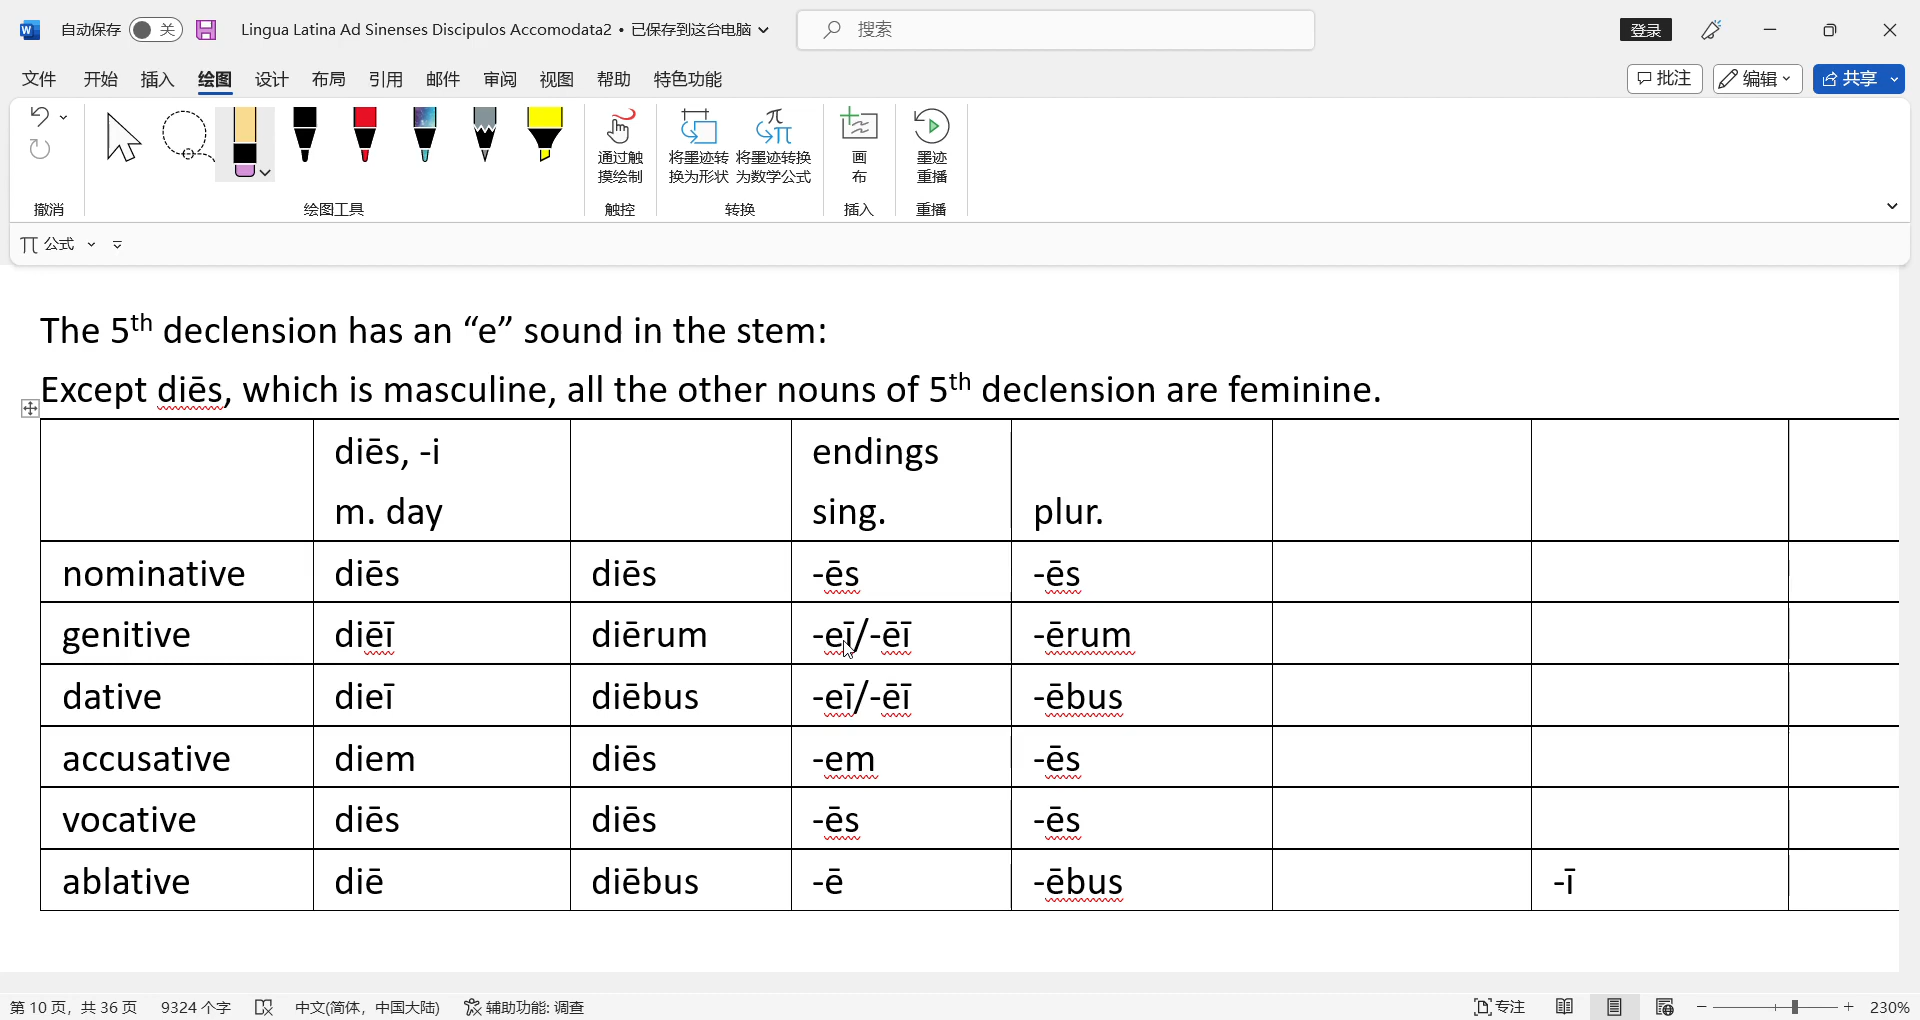 自动保存 关 Lingua Latina Ad Sinenses Discipulos Accomodata2 • 已保存到这台电脑 搜索 登录
文件 开始 插入 绘图 设计 布局 引用 邮件 审阅 视图 帮助 特色功能 批注 编辑 共享
通过触摸绘制 将墨迹转换为形状 将墨迹转换为数学公式 画布 墨迹重播
撤消 绘图工具 触控 转换 插入 重播
公式
The 5th declension has an “e” sound in the stem:
Except diēs, which is masculine, all the other nouns of 5th declension are feminine.
diēs, -i endings
m. day sing. plur.
nominative diēs diēs -ēs -ēs
genitive diēī diērum -eī/-ēī -ērum
dative dieī diēbus -eī/-ēī -ēbus
accusative diem diēs -em -ēs
vocative diēs diēs -ēs -ēs
ablative diē diēbus -ē -ēbus -ī
第 10 页，共 36 页 9324 个字 中文(简体，中国大陆) 辅助功能: 调查 专注 230%